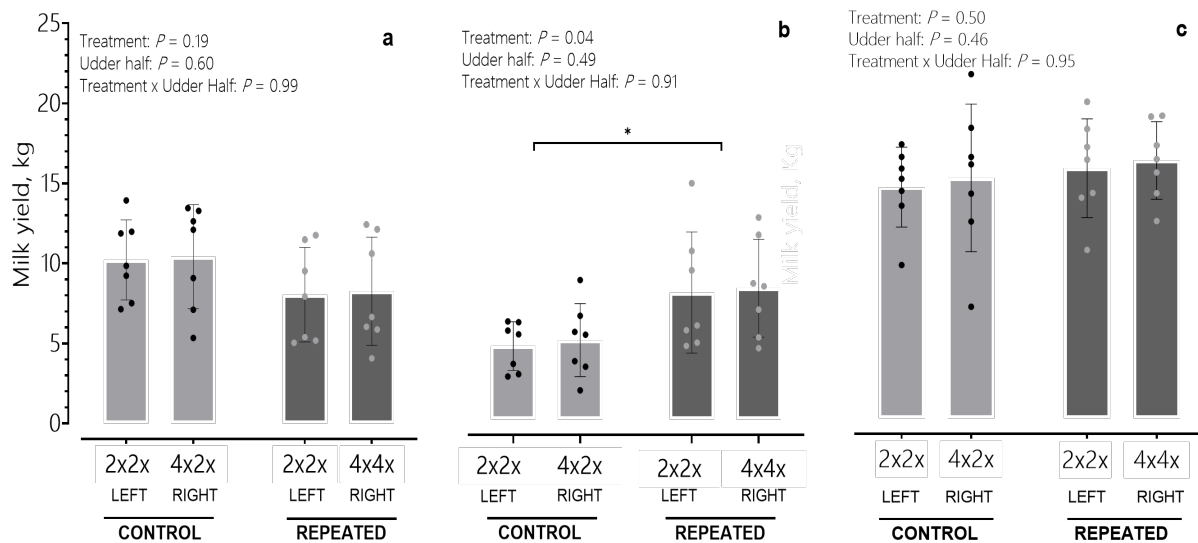 25
20
15
10
5
0
Milk yield, kg
Treatment: P = 0.19
Udder half: P = 0.60
Treatment x Udder Half: P = 0.99
a
2x2x
4x2x
2x2x
4x4x
LEFT
RIGHT
LEFT
RIGHT
CONTROL
REPEATED
Treatment: P = 0.04
Udder half: P = 0.49
Treatment x Udder Half: P = 0.91
b
*
2x2x
4x2x
2x2x
4x4x
LEFT
RIGHT
LEFT
RIGHT
CONTROL
REPEATED
Milk yield, Kg
Treatment: P = 0.50
Udder half: P = 0.46
Treatment x Udder Half: P = 0.95
c
2x2x
4x2x
2x2x
4x4x
LEFT
RIGHT
LEFT
RIGHT
CONTROL
REPEATED